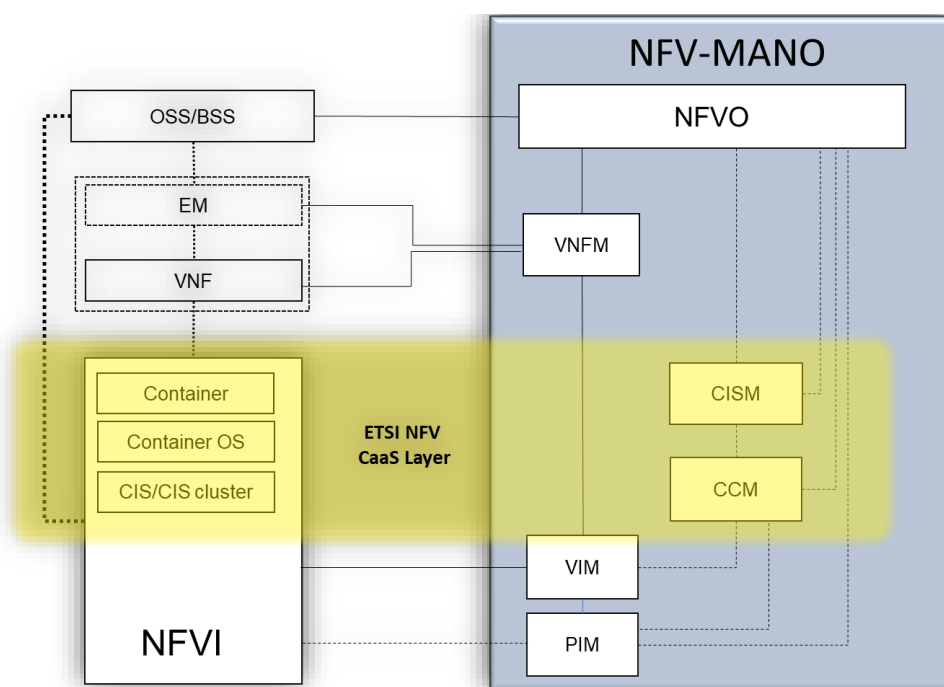 NFV-MANO
OSS/BSS
NFVO
EM
VNFM
VNF
Container
CISM
Container OS
ETSI NFV
CaaS Layer
CIS/CIS cluster
CCM
VIM
NFVI
PIM